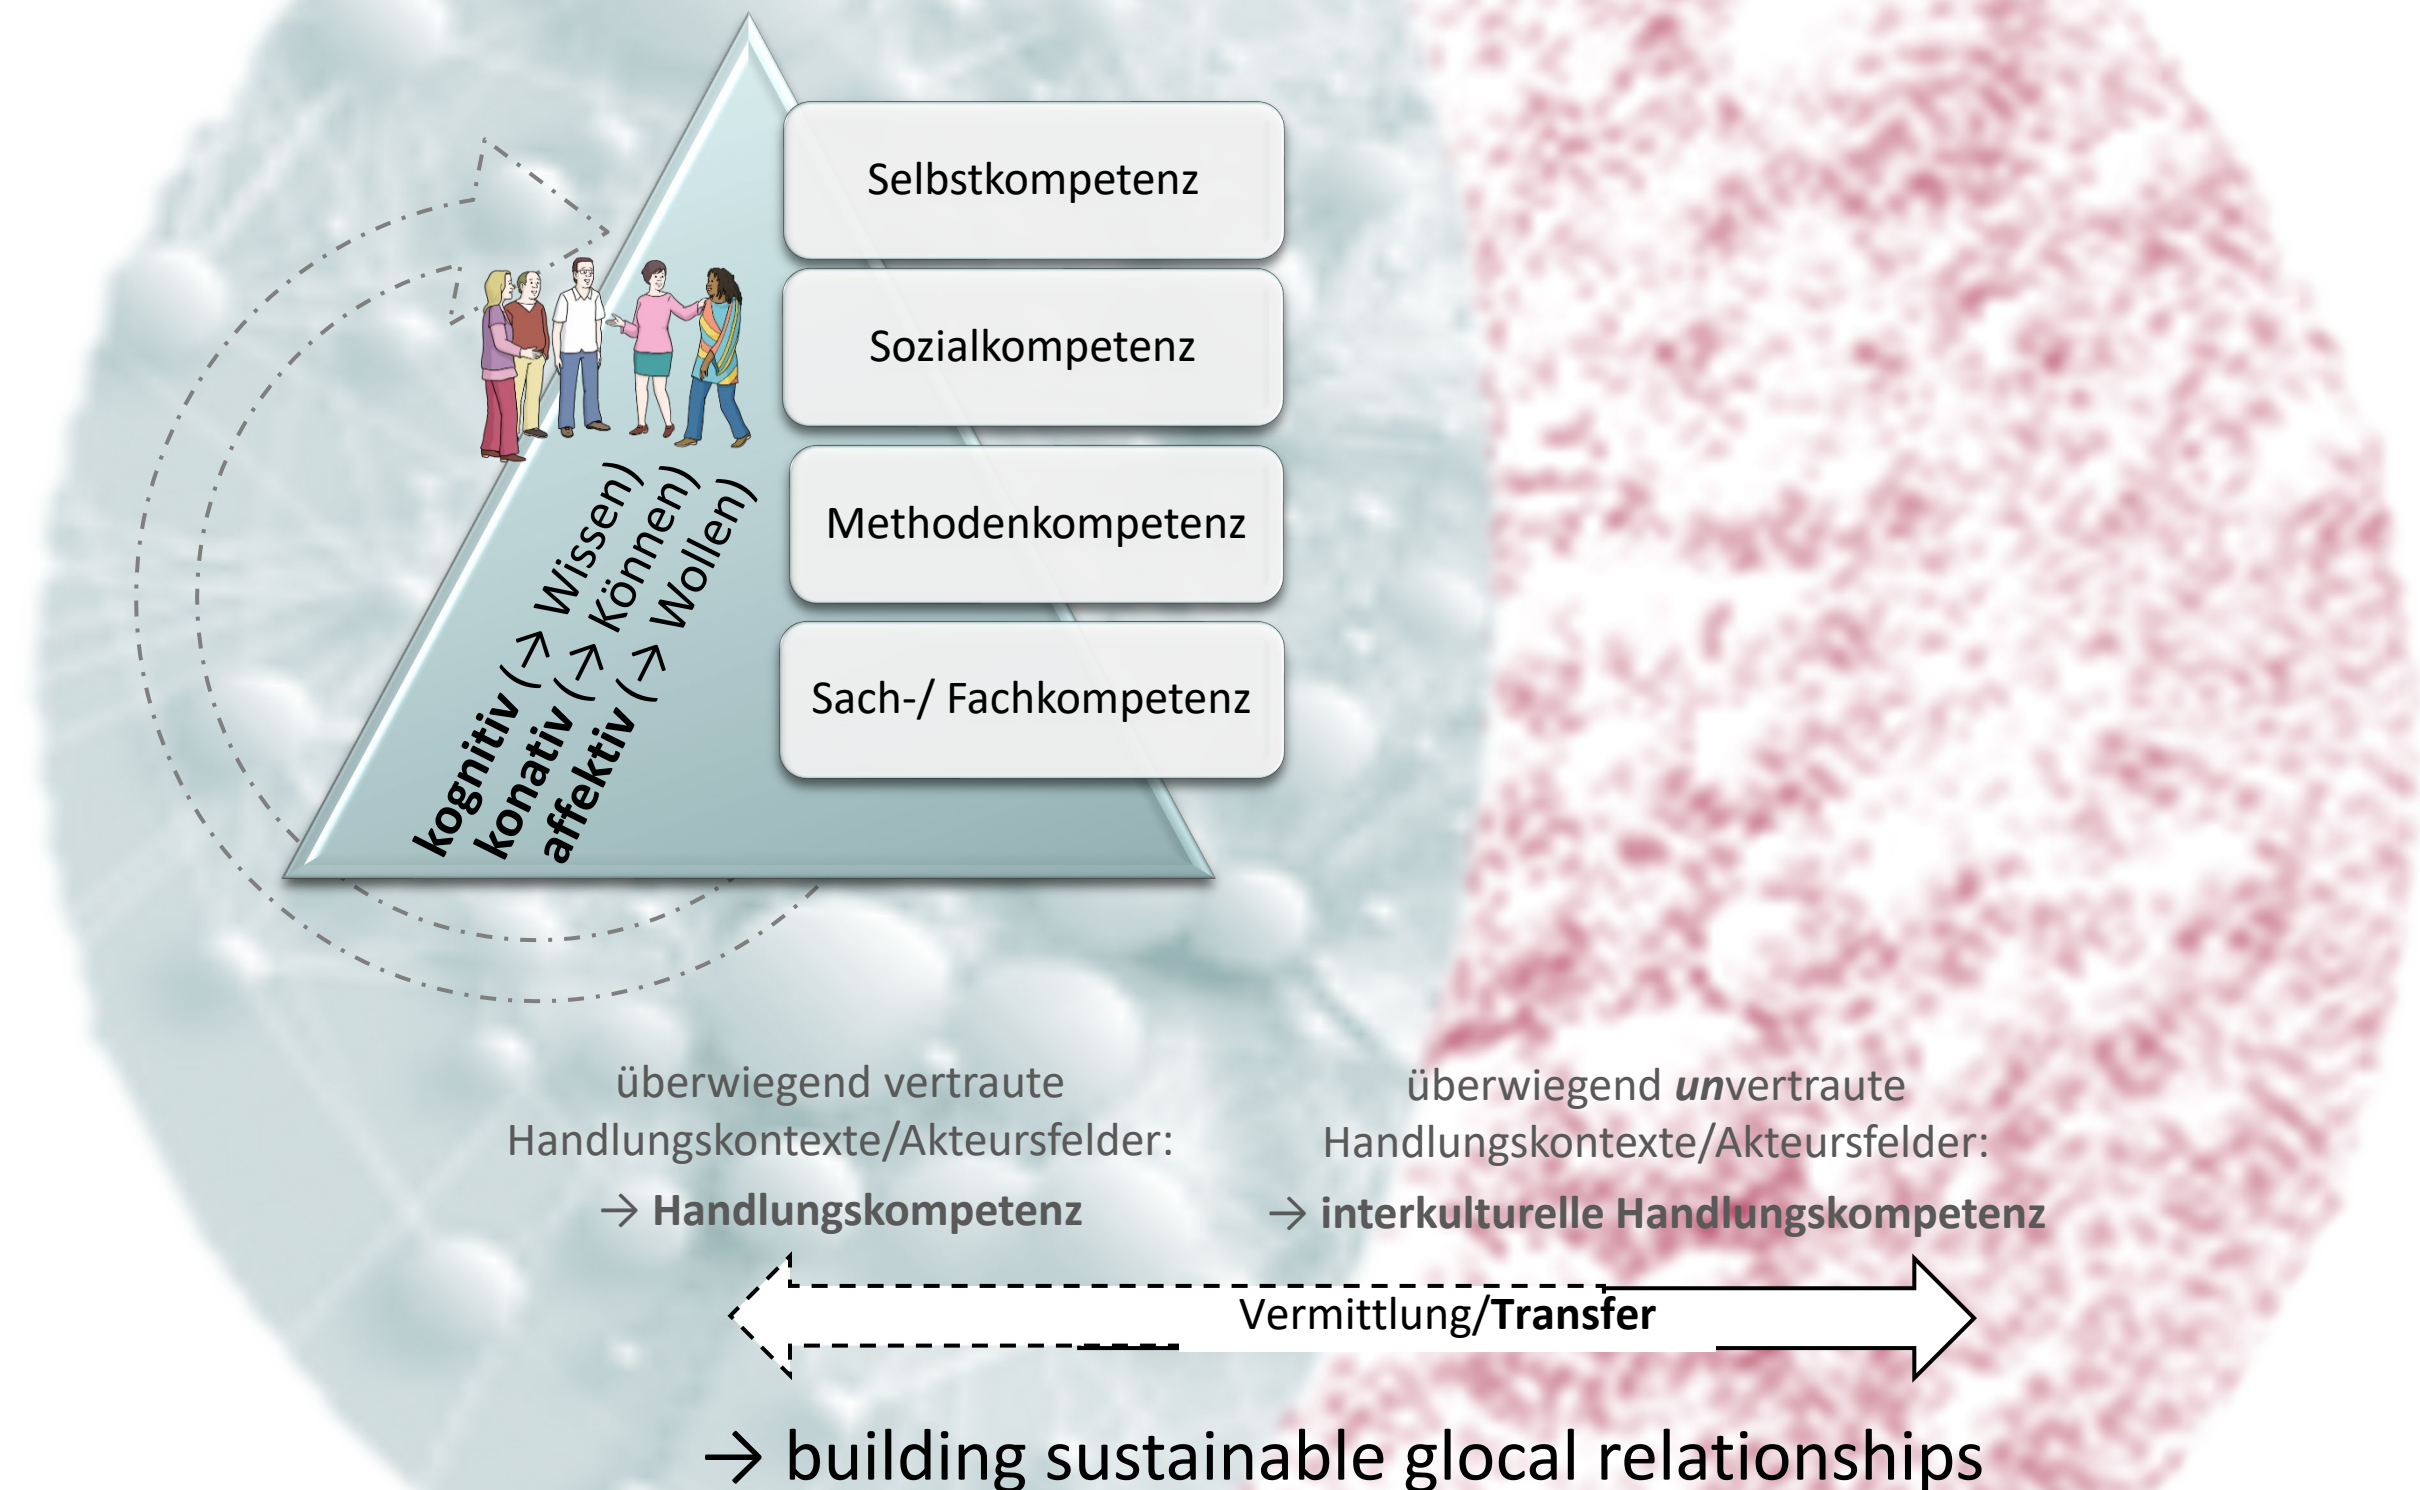 Selbstkompetenz
Sozialkompetenz
Methodenkompetenz
Sach-/ Fachkompetenz
kognitiv (→ Wissen)
konativ (→ Können)
affektiv (→ Wollen)
überwiegend vertraute
Handlungskontexte/Akteursfelder:
→ Handlungskompetenz
überwiegend unvertraute
Handlungskontexte/Akteursfelder:
→ interkulturelle Handlungskompetenz
Vermittlung/Transfer
→ building sustainable glocal relationships